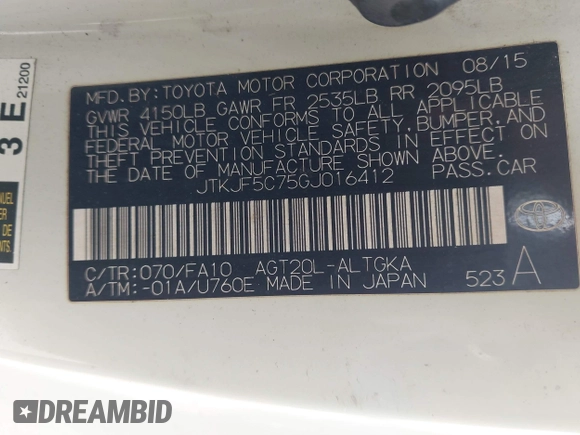 MFD.BY:TOYOTA MOTOR CORPORATION 08/15
GVWR 4150LB GAWR FR 2535LB RR 2095LB
THIS VEHICLE CONFORMS TO ALL APPLICABLE
FEDERAL MOTOR VEHICLE SAFETY,BUMPER,AND
THEFT PREVENTION STANDARDS IN EFFECT ON
THE DATE OF MANUFACTURE SHOWN ABOVE.
JTKJF5C75GJ016412 PASS.CAR
C/TR:070/FA10 AGT20L-ALTGKA
A/TM:-01A/U760E MADE IN JAPAN 523 A
3 E
21200
DREAMBID